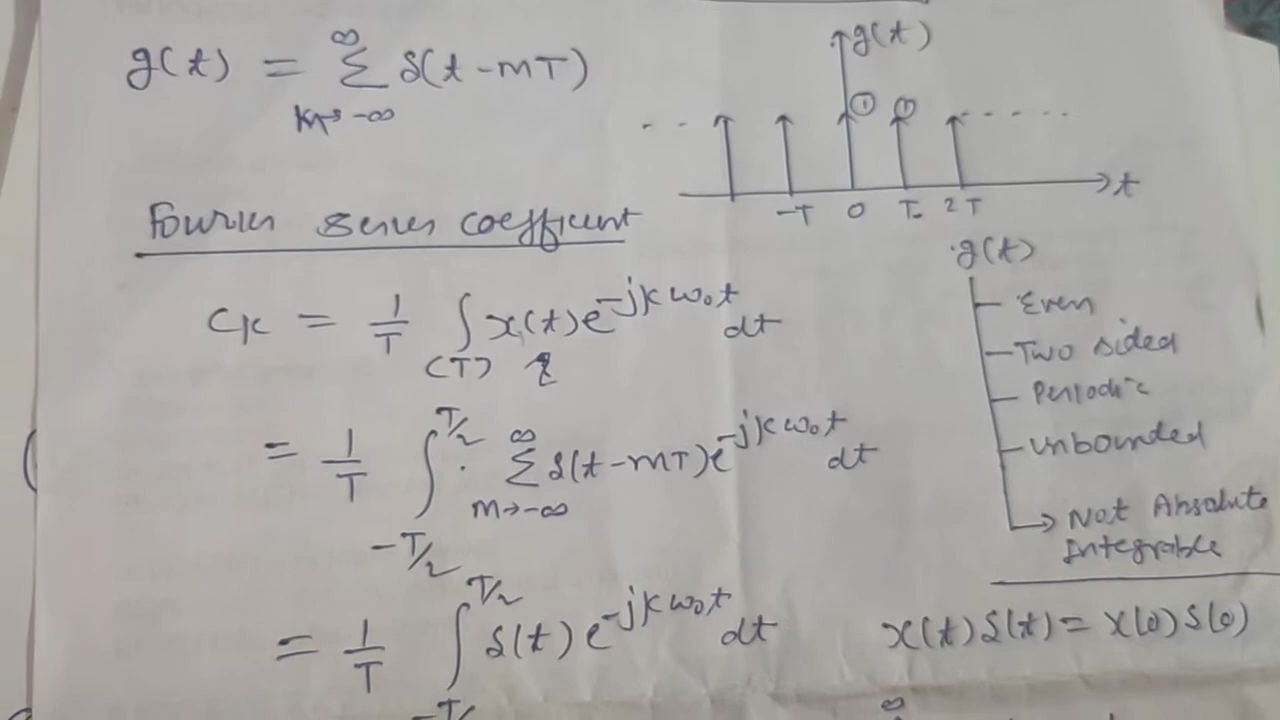 g(t) = ∞ Σ m→-∞ δ(t-mT)
g(t)
① ①
-T 0 T. 2T t
Fourier series coefficient
g(t)
Even
Two sided
Periodic
Unbounded
Not Absolute
Integrable
CK = 1/T ∫(T) x(t) e^-jkω₀t dt
= 1/T ∫ -T/2 T/2 . ∞ Σ m→-∞ δ(t-mT) e^-jkω₀t dt
= 1/T ∫ -T/ T/2 δ(t) e^-jkω₀t dt
x(t)δ(t) = x(0)δ(0)